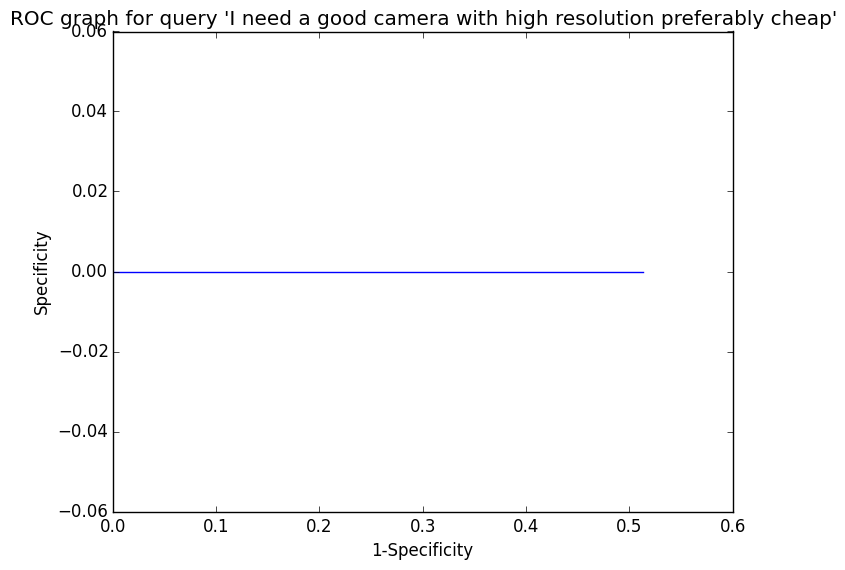 ROC graph for query 'I need a good camera with high resolution preferably cheap'
0.06
0.04
0.02
0.00
−0.02
−0.04
−0.06
Specificity
0.0 0.1 0.2 0.3 0.4 0.5 0.6
1-Specificity